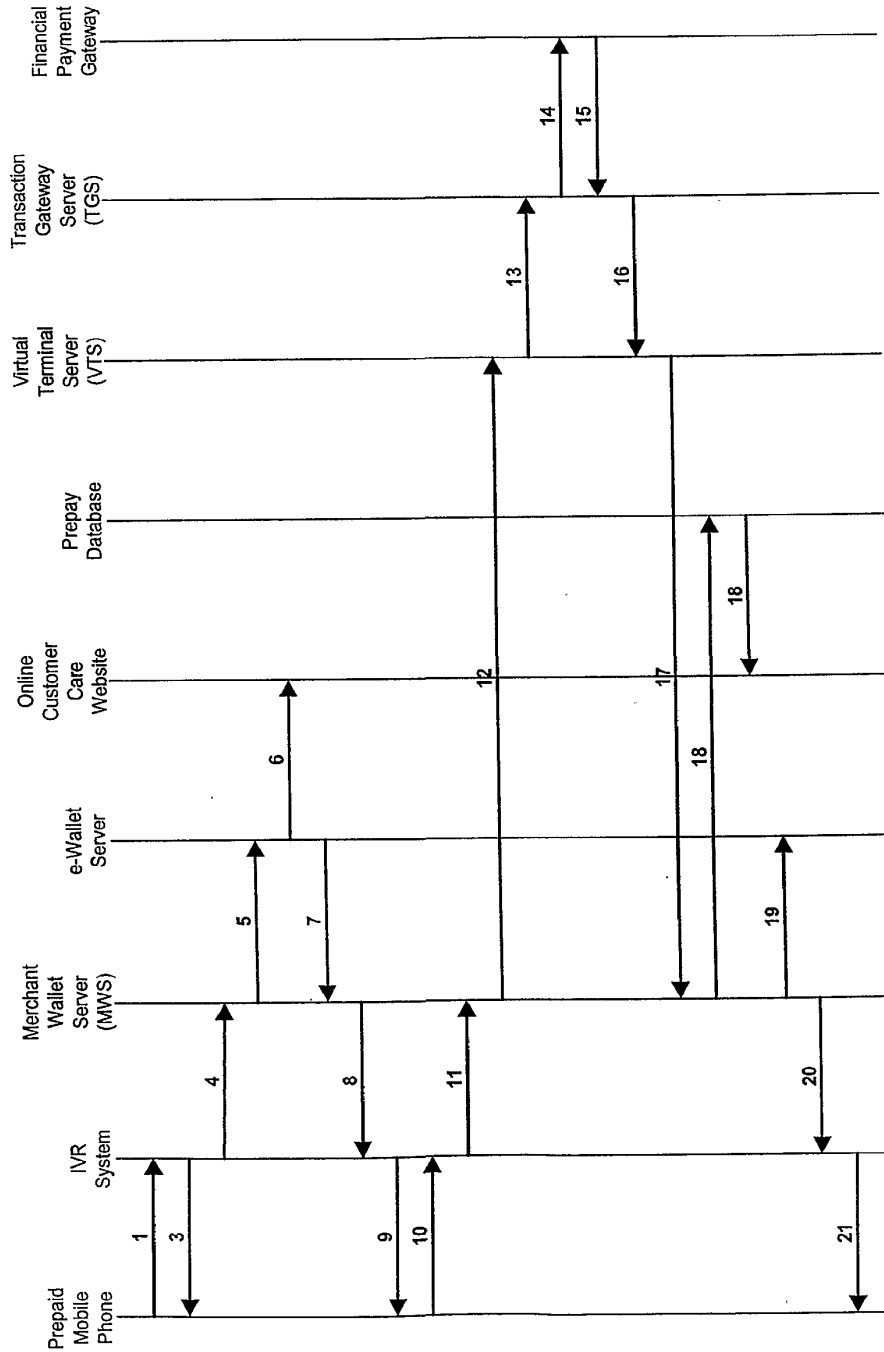 Prepaid
Mobile
Phone
IVR
System
Merchant
Wallet
Server
(MWS)
e-Wallet
Server
Online
Customer
Care
Website
Prepay
Database
Virtual
Terminal
Server
(VTS)
Transaction
Gateway
Server
(TGS)
Financial
Payment
Gateway
1
3
4
5
6
7
8
9
10
11
12
13
14
15
16
17
18
18
19
20
21